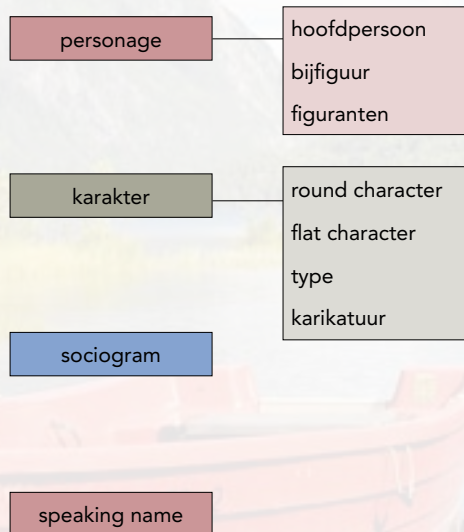 personage
hoofdpersoon
bijfiguur
figuranten
karakter
round character
flat character
type
karikatuur
sociogram
speaking name